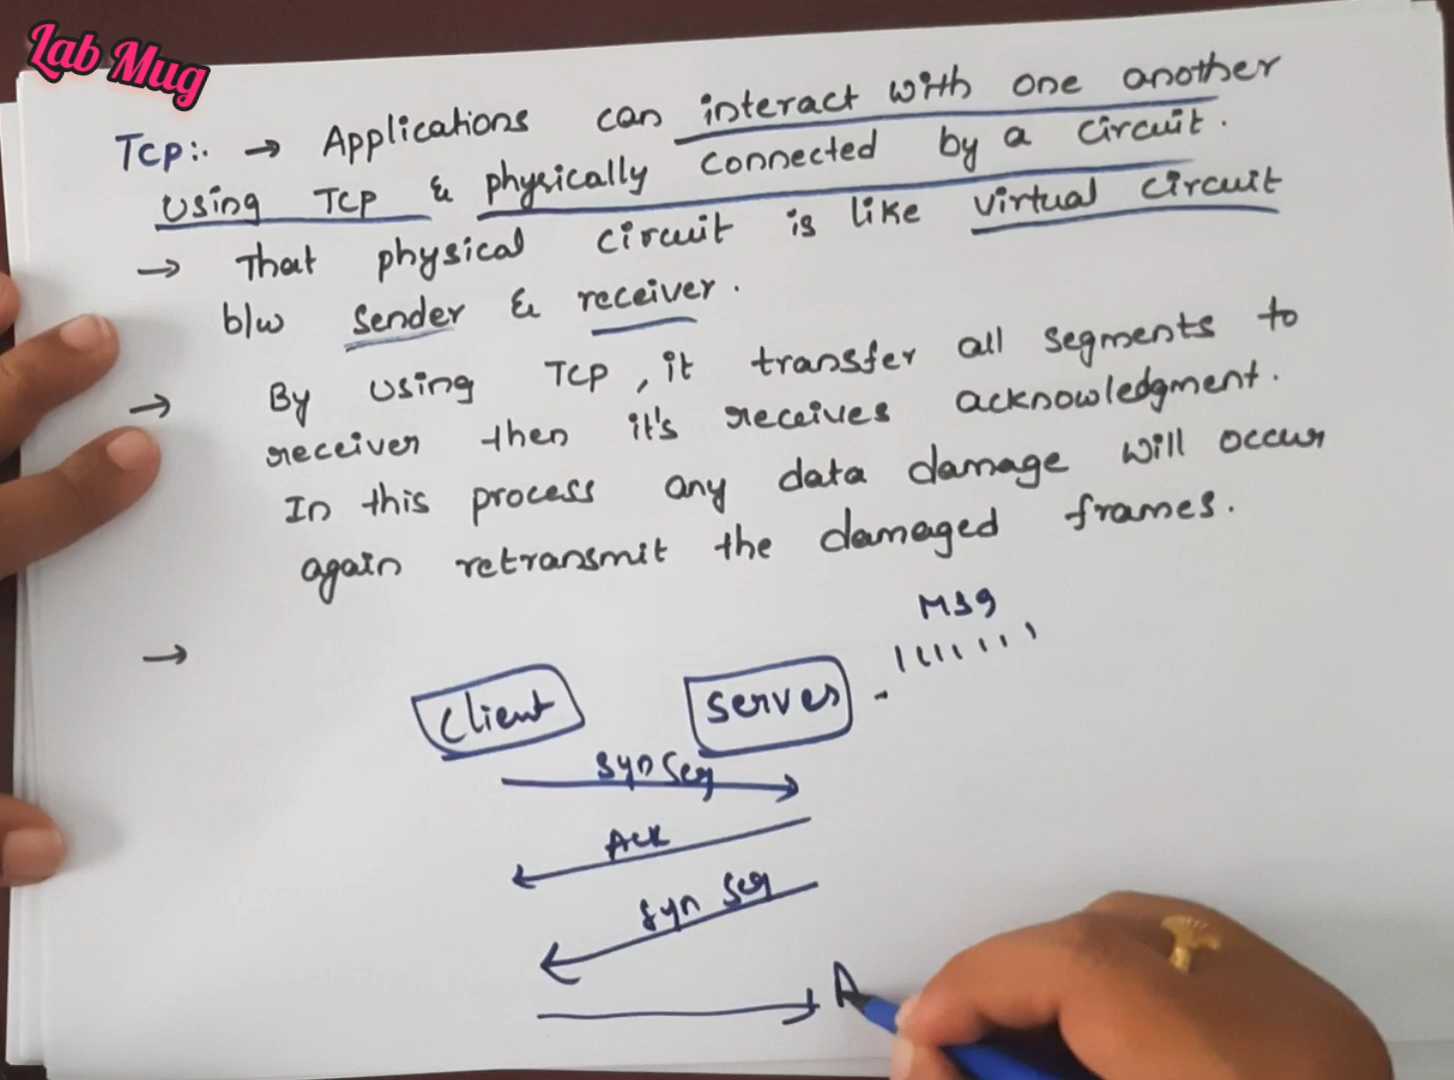 Lab Mug
Tcp:- → Applications can interact with one another
using TCP & physically connected by a circuit.
→ That physical circuit is like virtual circuit
b/w sender & receiver.
→ By using TCP, it transfer all segments to
receiver then it's receives acknowledgment.
In this process any data damage will occur
again retransmit the damaged frames.
→
Msg
Client Server
Syn Seg
Ack
Syn Seg
A